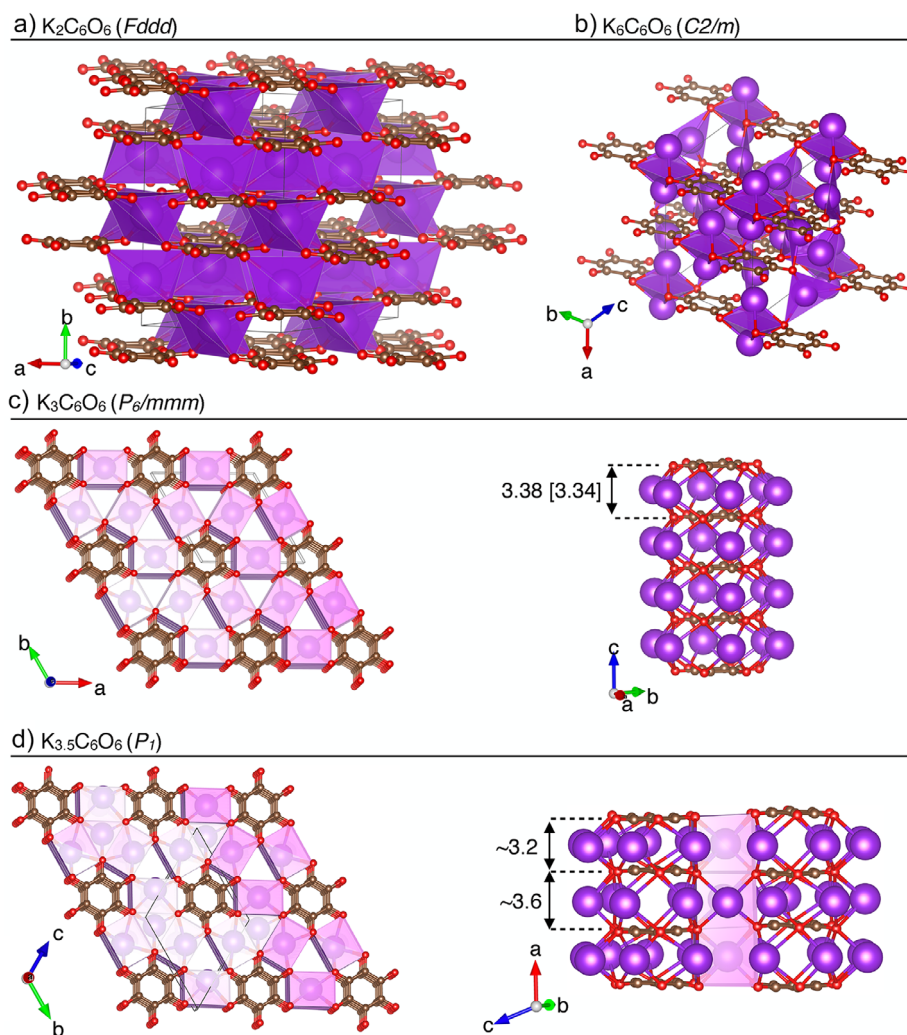 a) K₂C₆O₆ (Fddd)
b) K₆C₆O₆ (C2/m)
b
a
c
b
c
a
c) K₃C₆O₆ (P₆/mmm)
3.38 [3.34]
b
a
c
a
b
d) K₃.₅C₆O₆ (P₁)
~3.2
~3.6
c
b
a
c
b